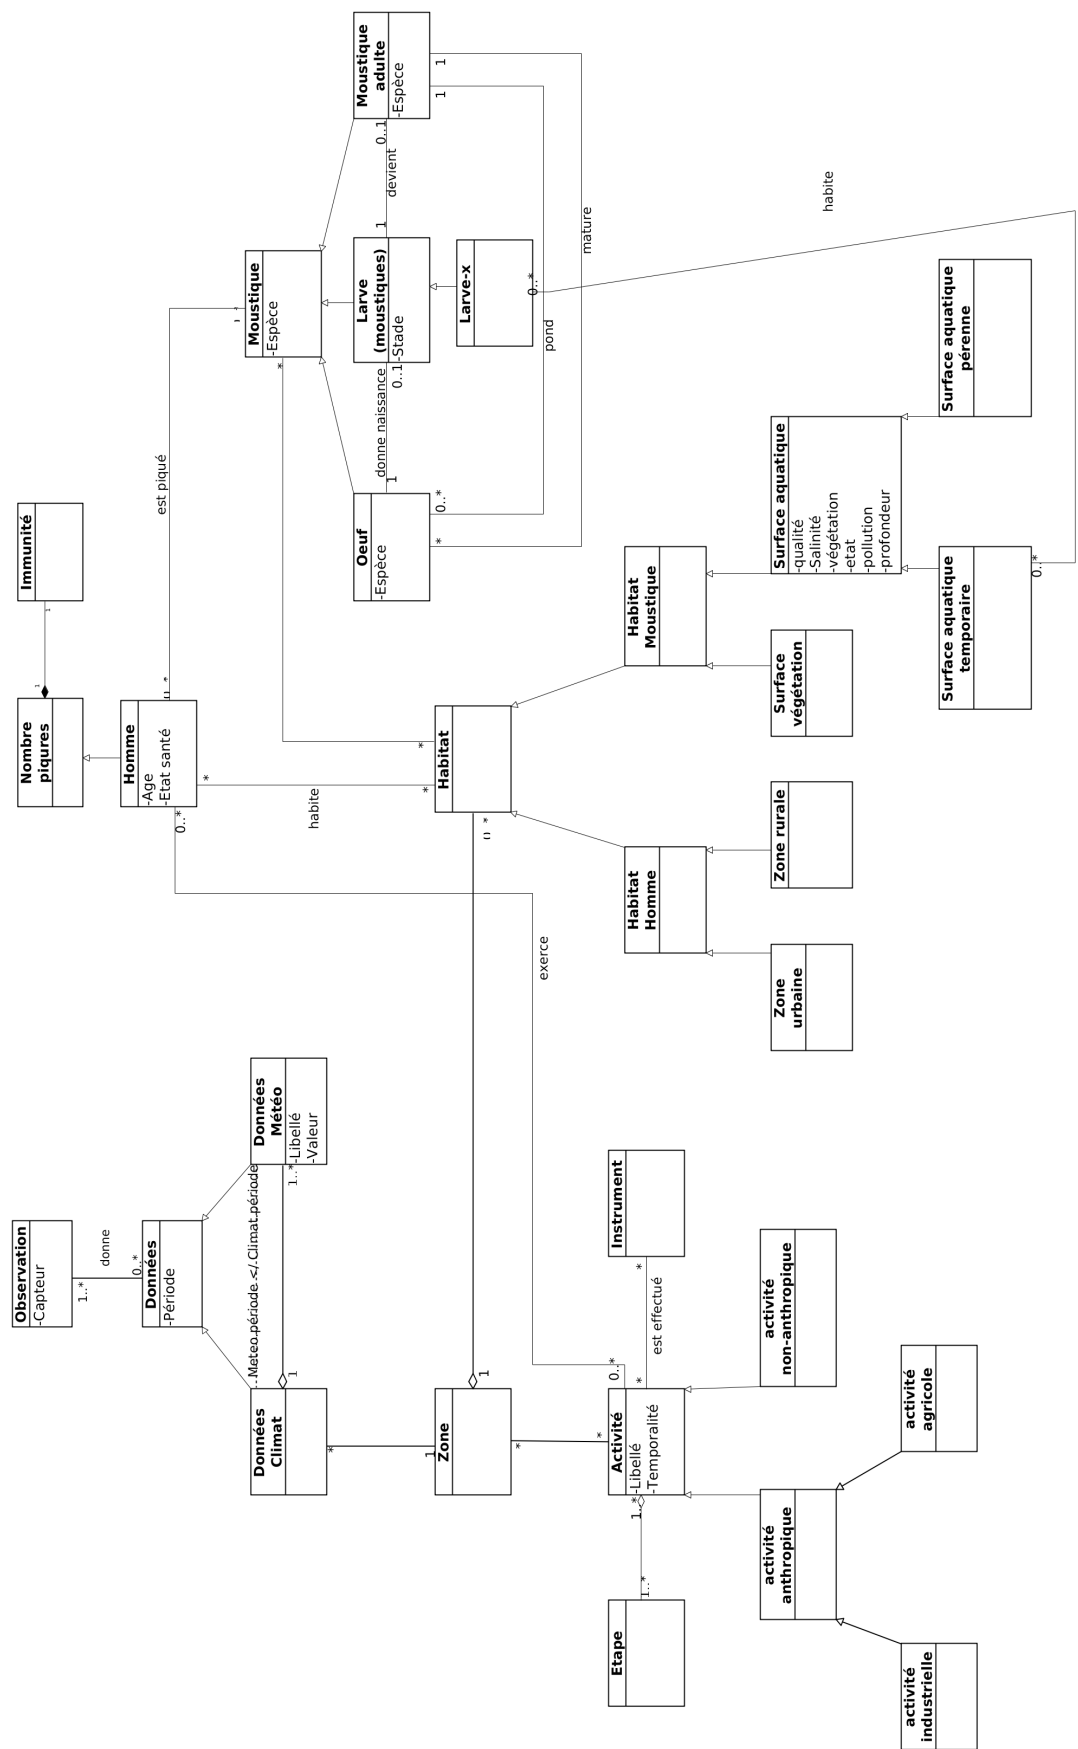 Observation
-Capteur
1..*
donne
0..*
Données
-Période
Meteo.période </ Climat.période
Données
Climat
1
1..*
Données
Météo
-Libellé
-Valeur
*
1
Zone
1
*
*
Activité
-Libellé
-Temporalité
0..*
1..*
1..*
Etape
*
est effectué
*
Instrument
activité
anthropique
activité
non-anthropique
activité
industrielle
activité
agricole
exerce
Nombre
piqures
1
1
Immunité
Homme
-Age
-Etat santé
0..*
*
habite
*
est piqué
Habitat
*
*
Habitat
Homme
Habitat
Moustique
Zone
urbaine
Zone rurale
Surface
végétation
Surface aquatique
-qualité
-Salinité
-végétation
-etat
-pollution
-profondeur
Surface aquatique
temporaire
0..*
Surface aquatique
pérenne
Moustique
-Espèce
Oeuf
-Espèce
1
donne naissance
0..1
0..*
*
Larve
(moustiques)
-Stade
1
devient
0..1
Moustique
adulte
-Espèce
1
1
Larve-x
0..*
pond
mature
habite